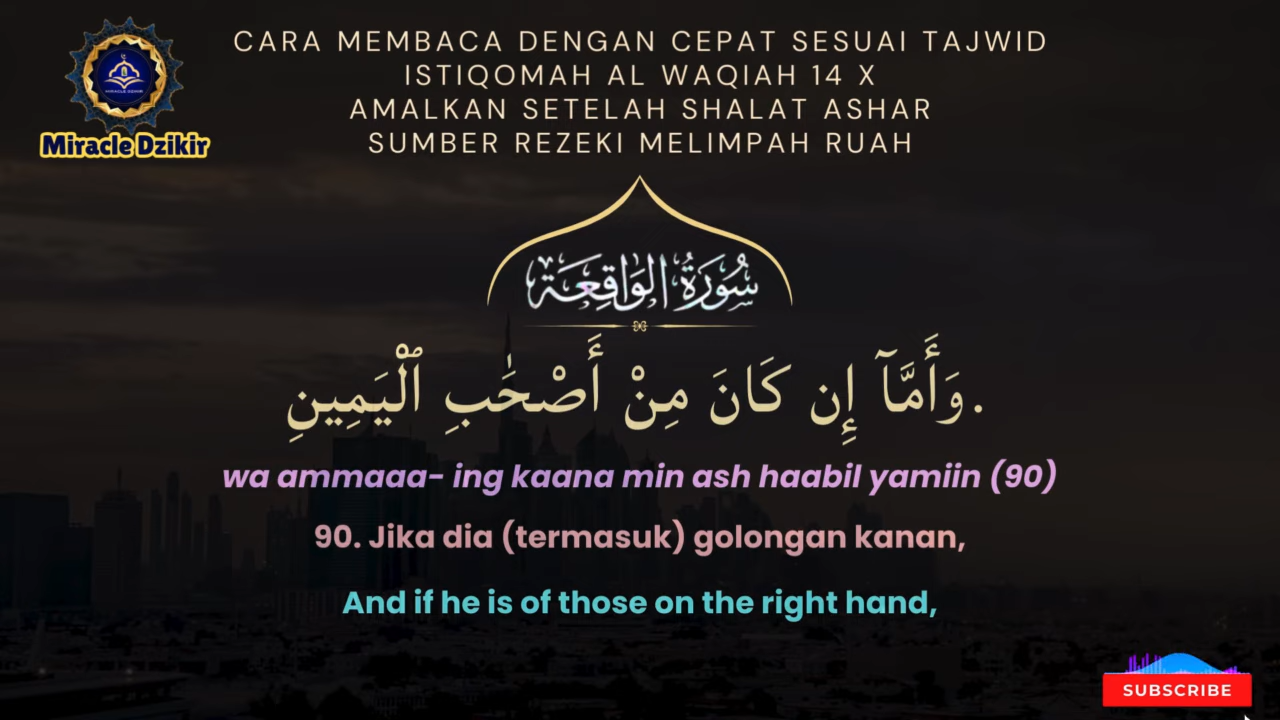 CARA MEMBACA DENGAN CEPAT SESUAI TAJWID
ISTIQOMAH AL WAQIAH 14 X
AMALKAN SETELAH SHALAT ASHAR
SUMBER REZEKI MELIMPAH RUAH
MIRACLE DZIKIR
Miracle Dzikir
سُورَةُ الوَاقِعَة
وَأَمَّآ إِن كَانَ مِنْ أَصْحَٰبِ ٱلْيَمِينِ.
wa ammaaa- ing kaana min ash haabil yamiin (90)
90. Jika dia (termasuk) golongan kanan,
And if he is of those on the right hand,
SUBSCRIBE